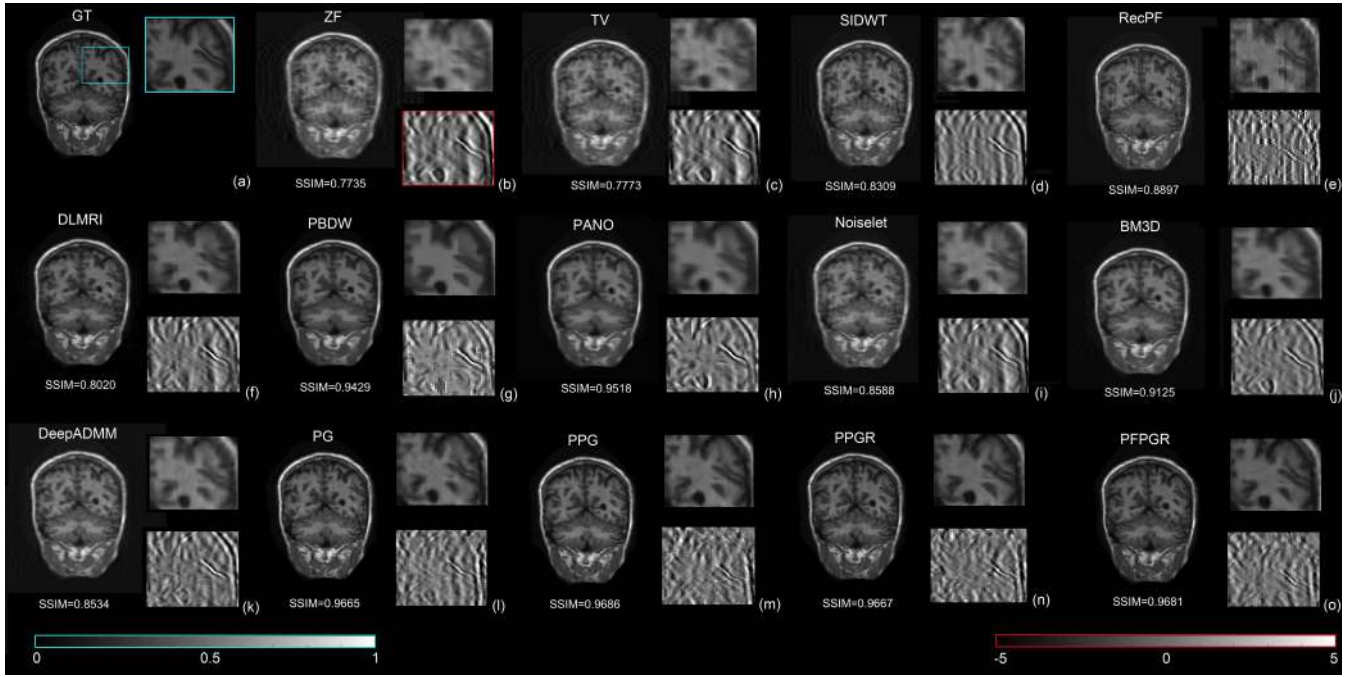 GT
ZF
TV
SIDWT
RecPF
(a)
SSIM=0.7735
(b)
SSIM=0.7773
(c)
SSIM=0.8309
(d)
SSIM=0.8897
(e)
DLMRI
PBDW
PANO
Noiselet
BM3D
SSIM=0.8020
(f)
SSIM=0.9429
(g)
SSIM=0.9518
(h)
SSIM=0.8588
(i)
SSIM=0.9125
(j)
DeepADMM
PG
PPG
PPGR
PFPGR
SSIM=0.8534
(k)
SSIM=0.9665
(l)
SSIM=0.9686
(m)
SSIM=0.9667
(n)
SSIM=0.9681
(o)
0 0.5 1
-5 0 5